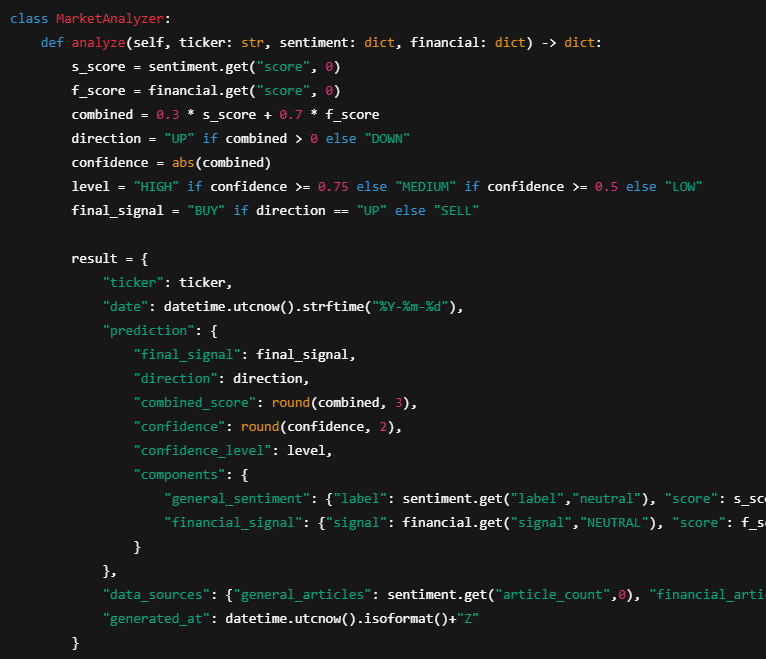 class MarketAnalyzer:
    def analyze(self, ticker: str, sentiment: dict, financial: dict) -> dict:
        s_score = sentiment.get("score", 0)
        f_score = financial.get("score", 0)
        combined = 0.3 * s_score + 0.7 * f_score
        direction = "UP" if combined > 0 else "DOWN"
        confidence = abs(combined)
        level = "HIGH" if confidence >= 0.75 else "MEDIUM" if confidence >= 0.5 else "LOW"
        final_signal = "BUY" if direction == "UP" else "SELL"

        result = {
            "ticker": ticker,
            "date": datetime.utcnow().strftime("%Y-%m-%d"),
            "prediction": {
                "final_signal": final_signal,
                "direction": direction,
                "combined_score": round(combined, 3),
                "confidence": round(confidence, 2),
                "confidence_level": level,
                "components": {
                    "general_sentiment": {"label": sentiment.get("label","neutral"), "score": s_sc
                    "financial_signal": {"signal": financial.get("signal","NEUTRAL"), "score": f_s
                }
            },
            "data_sources": {"general_articles": sentiment.get("article_count",0), "financial_arti
            "generated_at": datetime.utcnow().isoformat()+"Z"
        }